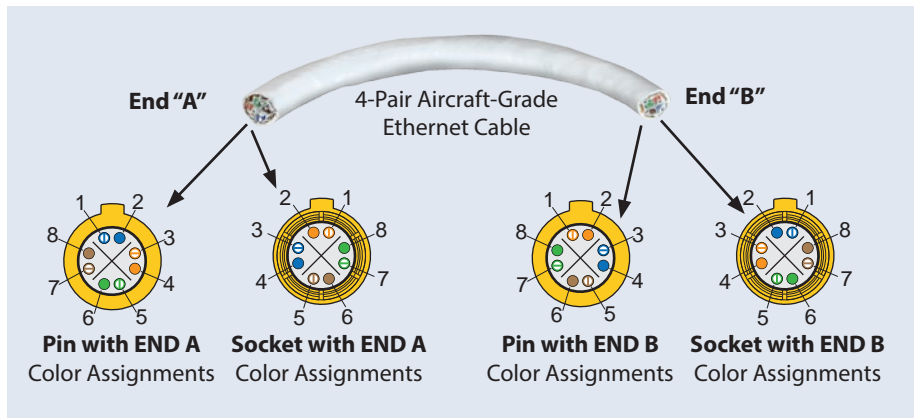 End “A”
4-Pair Aircraft-Grade
Ethernet Cable
End “B”
1 2
8 3
7 4
6 5
Pin with END A
Color Assignments
2 1
3 8
4 7
5 6
Socket with END A
Color Assignments
1 2
8 3
7 4
6 5
Pin with END B
Color Assignments
2 1
3 8
4 7
5 6
Socket with END B
Color Assignments